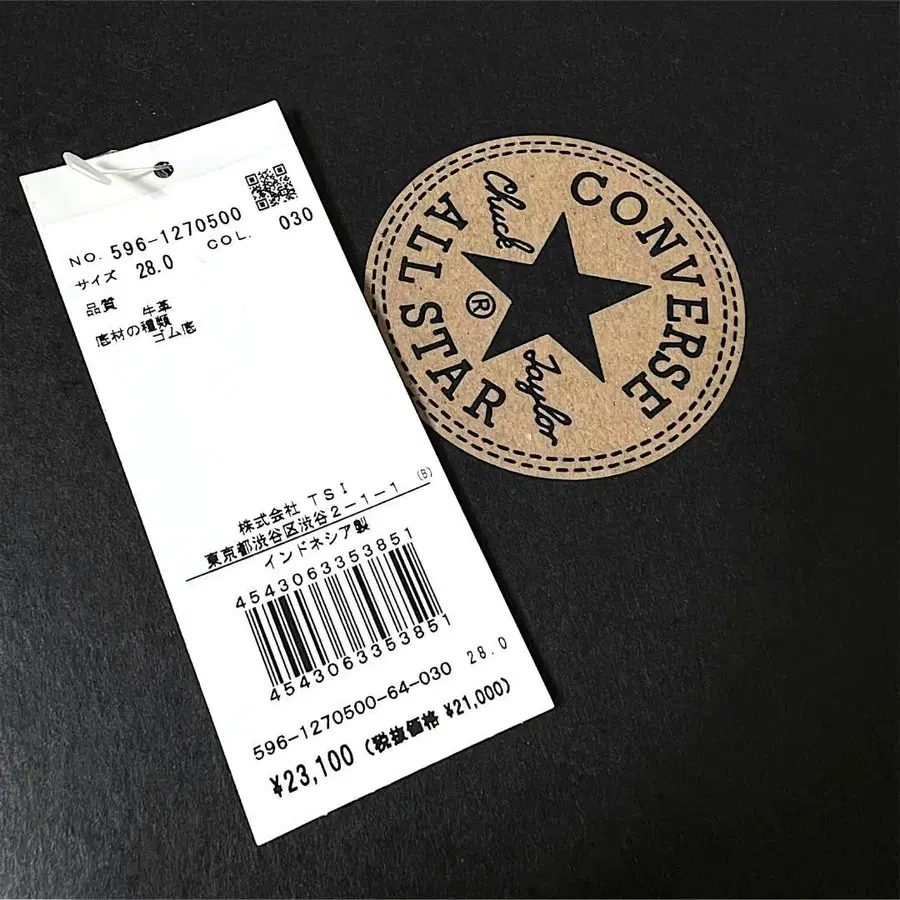 NO. 596-1270500 COL. 030
サイズ 28.0
品質 牛革
底材の種類
ゴム底
株式会社 TSI
東京都渋谷区渋谷2-1-1 (B)
インドネシア製
4543063353851
4543063353851
596-1270500-64-030 28.0
¥23,100 (税抜価格 ¥21,000)
CONVERSE
Chuck Taylor
ALL STAR
®